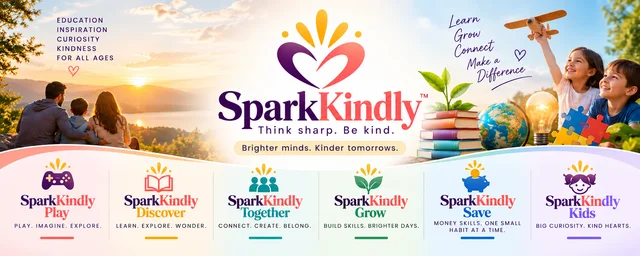 EDUCATION
INSPIRATION
CURIOSITY
KINDNESS
FOR ALL AGES
SparkKindly™
Think sharp. Be kind.
Brighter minds. Kinder tomorrows.
Learn
Grow
Connect
Make a
Difference
SparkKindly
Play
PLAY. IMAGINE. EXPLORE.
SparkKindly
Discover
LEARN. EXPLORE. WONDER.
SparkKindly
Together
CONNECT. CREATE. BELONG.
SparkKindly
Grow
BUILD SKILLS. BRIGHTER DAYS.
SparkKindly
Save
MONEY SKILLS. ONE SMALL
HABIT AT A TIME.
SparkKindly
Kids
BIG CURIOSITY. KIND HEARTS.